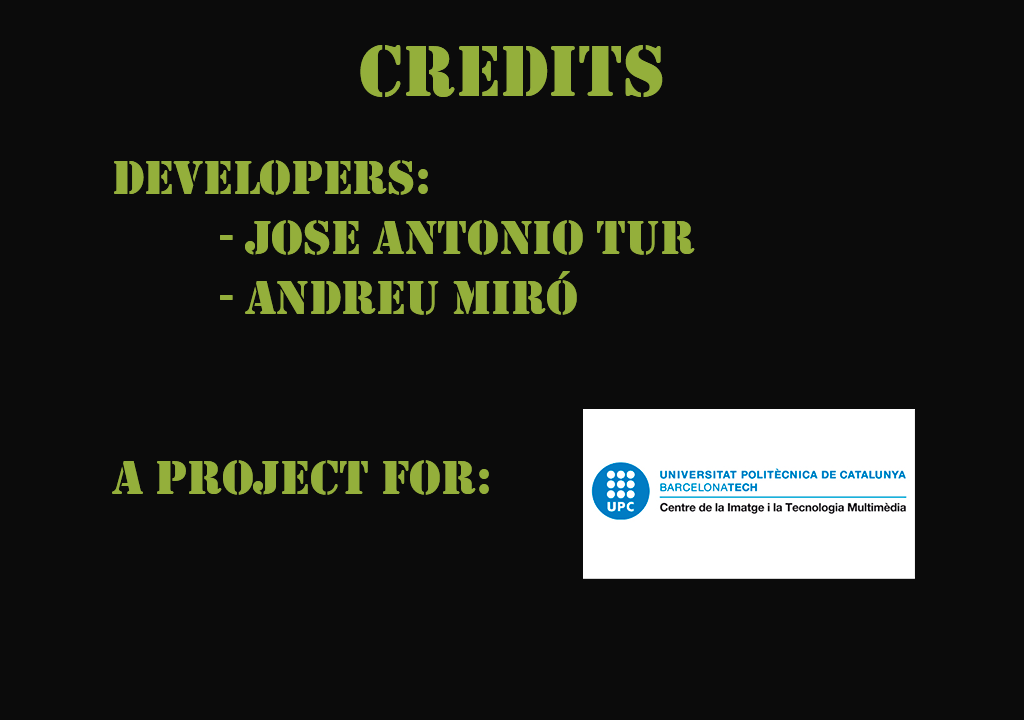 CREDITS
DEVELOPERS:
- JOSE ANTONIO TUR
- ANDREU MIRÓ
A PROJECT FOR:
UNIVERSITAT POLITÈCNICA DE CATALUNYA
BARCELONATECH
UPC
Centre de la Imatge i la Tecnologia Multimèdia